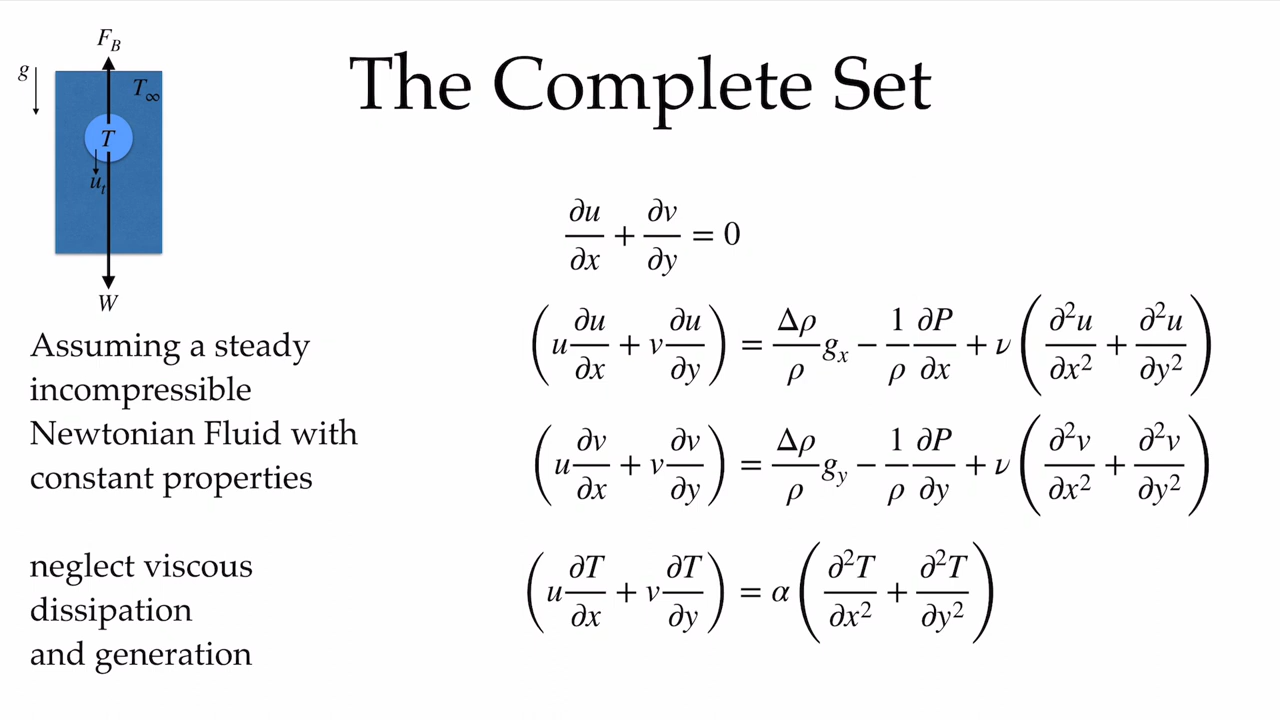 The Complete Set
F_B
g
T_∞
T
u_t
W
∂u/∂x + ∂v/∂y = 0
(u ∂u/∂x + v ∂u/∂y) = Δρ/ρ g_x − 1/ρ ∂P/∂x + ν (∂²u/∂x² + ∂²u/∂y²)
(u ∂v/∂x + v ∂v/∂y) = Δρ/ρ g_y − 1/ρ ∂P/∂y + ν (∂²v/∂x² + ∂²v/∂y²)
(u ∂T/∂x + v ∂T/∂y) = α (∂²T/∂x² + ∂²T/∂y²)
Assuming a steady
incompressible
Newtonian Fluid with
constant properties
neglect viscous
dissipation
and generation